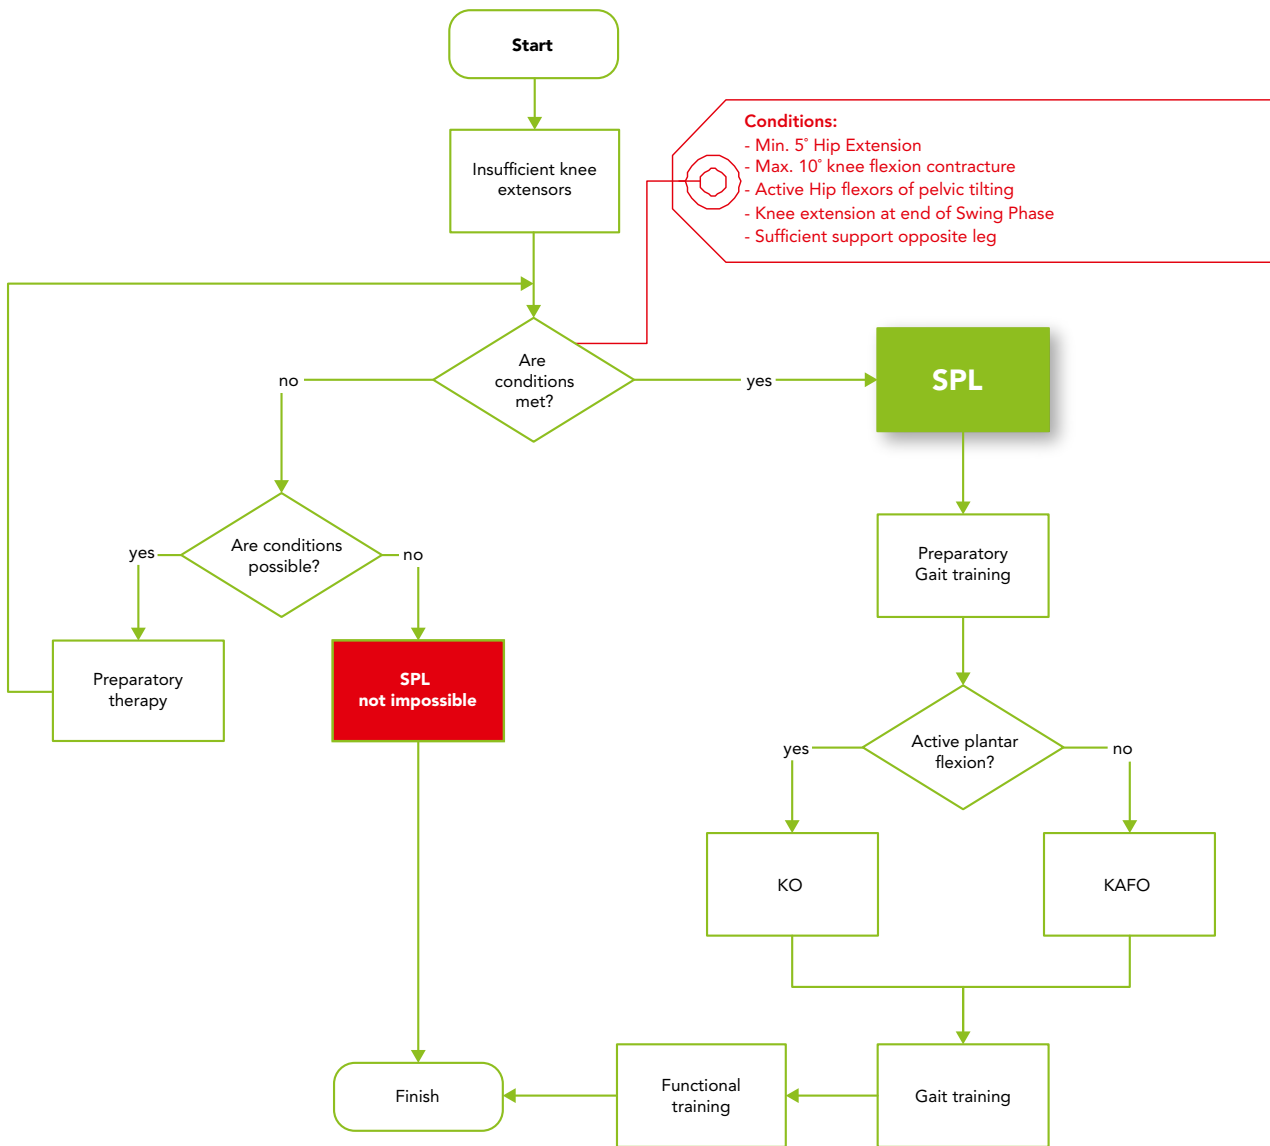 Start
Insufficient knee
extensors
Conditions:
- Min. 5° Hip Extension
- Max. 10° knee flexion contracture
- Active Hip flexors of pelvic tilting
- Knee extension at end of Swing Phase
- Sufficient support opposite leg
Are
conditions
met?
no
yes
SPL
Are conditions
possible?
yes
no
Preparatory
Gait training
Preparatory
therapy
SPL
not impossible
Active plantar
flexion?
yes
no
KO
KAFO
Finish
Functional
training
Gait training